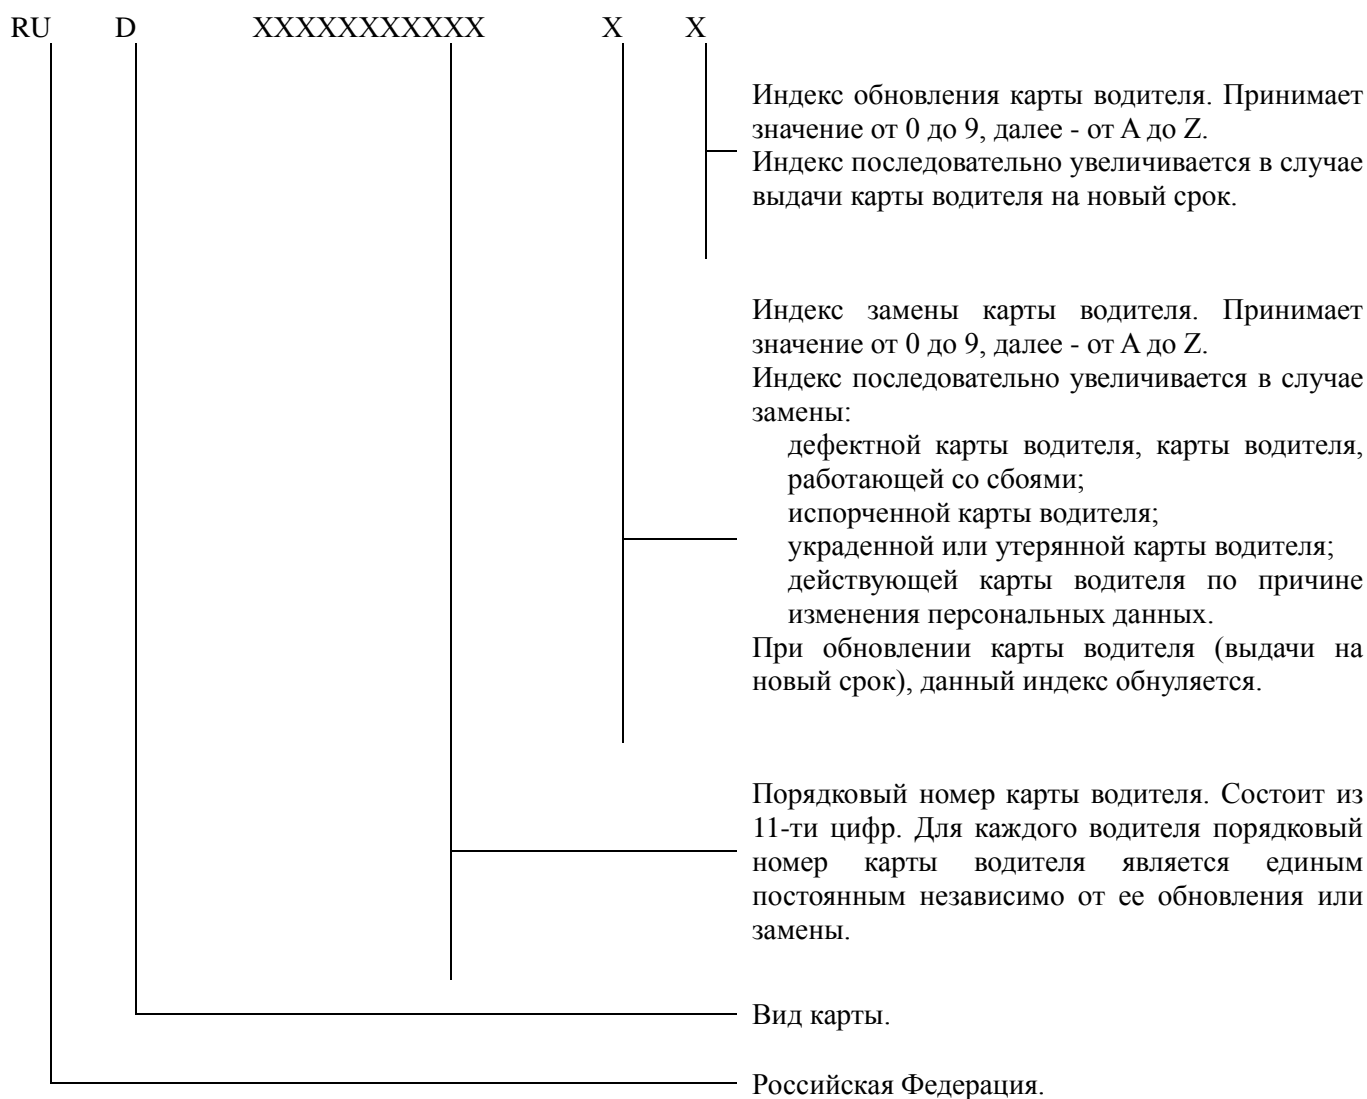 RU D XXXXXXXXXXX X X
Индекс обновления карты водителя. Принимает
значение от 0 до 9, далее - от A до Z.
Индекс последовательно увеличивается в случае
выдачи карты водителя на новый срок.
Индекс замены карты водителя. Принимает
значение от 0 до 9, далее - от A до Z.
Индекс последовательно увеличивается в случае
замены:
дефектной карты водителя, карты водителя,
работающей со сбоями;
испорченной карты водителя;
украденной или утерянной карты водителя;
действующей карты водителя по причине
изменения персональных данных.
При обновлении карты водителя (выдачи на
новый срок), данный индекс обнуляется.
Порядковый номер карты водителя. Состоит из
11-ти цифр. Для каждого водителя порядковый
номер карты водителя является единым
постоянным независимо от ее обновления или
замены.
Вид карты.
Российская Федерация.